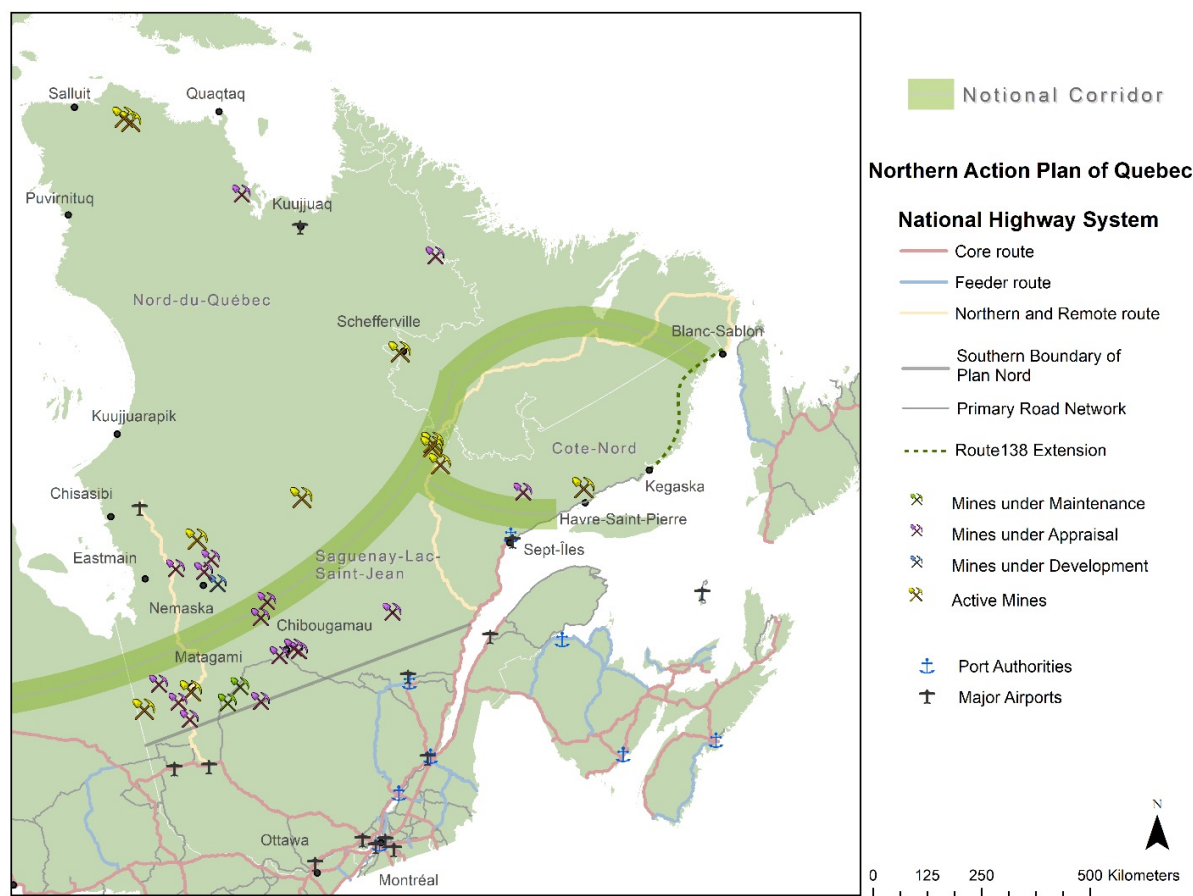 Salluit
Quaqtaq
Puvirnituq
Kuujjuaq
Nord-du-Québec
Schefferville
Blanc-Sablon
Kuujjuarapik
Cote-Nord
Kegaska
Chisasibi
Havre-Saint-Pierre
Sept-Îles
Eastmain
Saguenay-Lac-
Saint-Jean
Nemaska
Chibougamau
Matagami
Ottawa
Montréal
Notional Corridor
Northern Action Plan of Quebec
National Highway System
Core route
Feeder route
Northern and Remote route
Southern Boundary of
Plan Nord
Primary Road Network
Route138 Extension
Mines under Maintenance
Mines under Appraisal
Mines under Development
Active Mines
Port Authorities
Major Airports
N
0 125 250 500 Kilometers